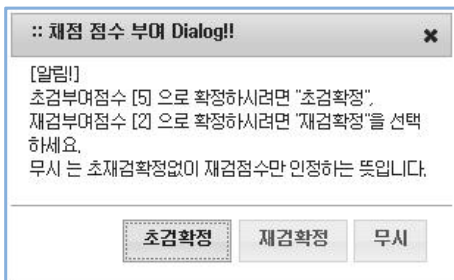 :: 채점 점수 부여 Dialog!!
[알림!]
초검부여점수 [5] 으로 확정하시려면 "초검확정",
재검부여점수 [2] 으로 확정하시려면 "재검확정"을 선택
하세요.
무시 는 초재검확정없이 재검점수만 인정하는 뜻입니다.
초검확정 재검확정 무시